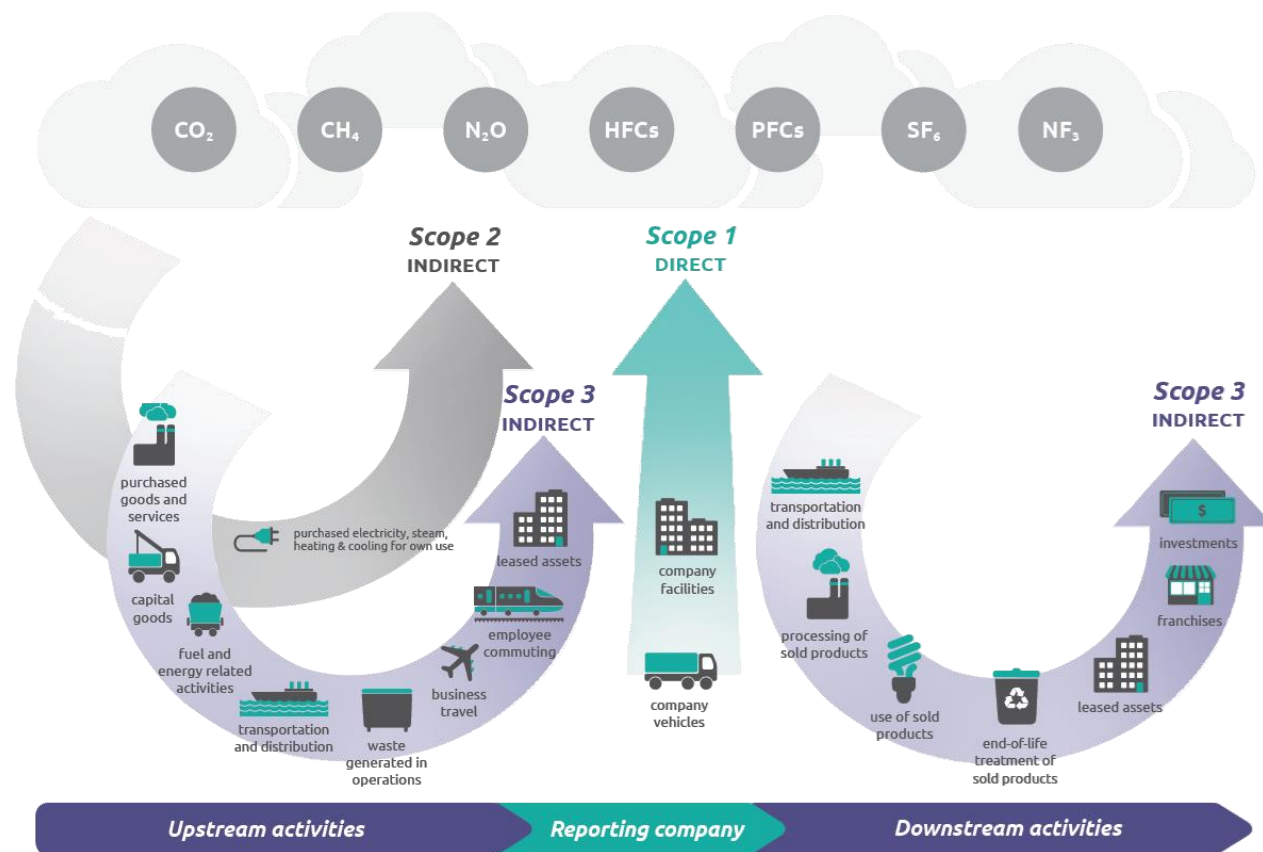 CO₂
CH₄
N₂O
HFCs
PFCs
SF₆
NF₃
Scope 2
INDIRECT
Scope 1
DIRECT
Scope 3
INDIRECT
Scope 3
INDIRECT
purchased
goods and
services
capital
goods
fuel and
energy related
activities
transportation
and distribution
waste
generated in
operations
business
travel
employee
commuting
leased assets
purchased electricity, steam,
heating & cooling for own use
company
facilities
company
vehicles
transportation
and distribution
processing of
sold products
use of sold
products
end-of-life
treatment of
sold products
leased assets
franchises
$
investments
Upstream activities
Reporting company
Downstream activities